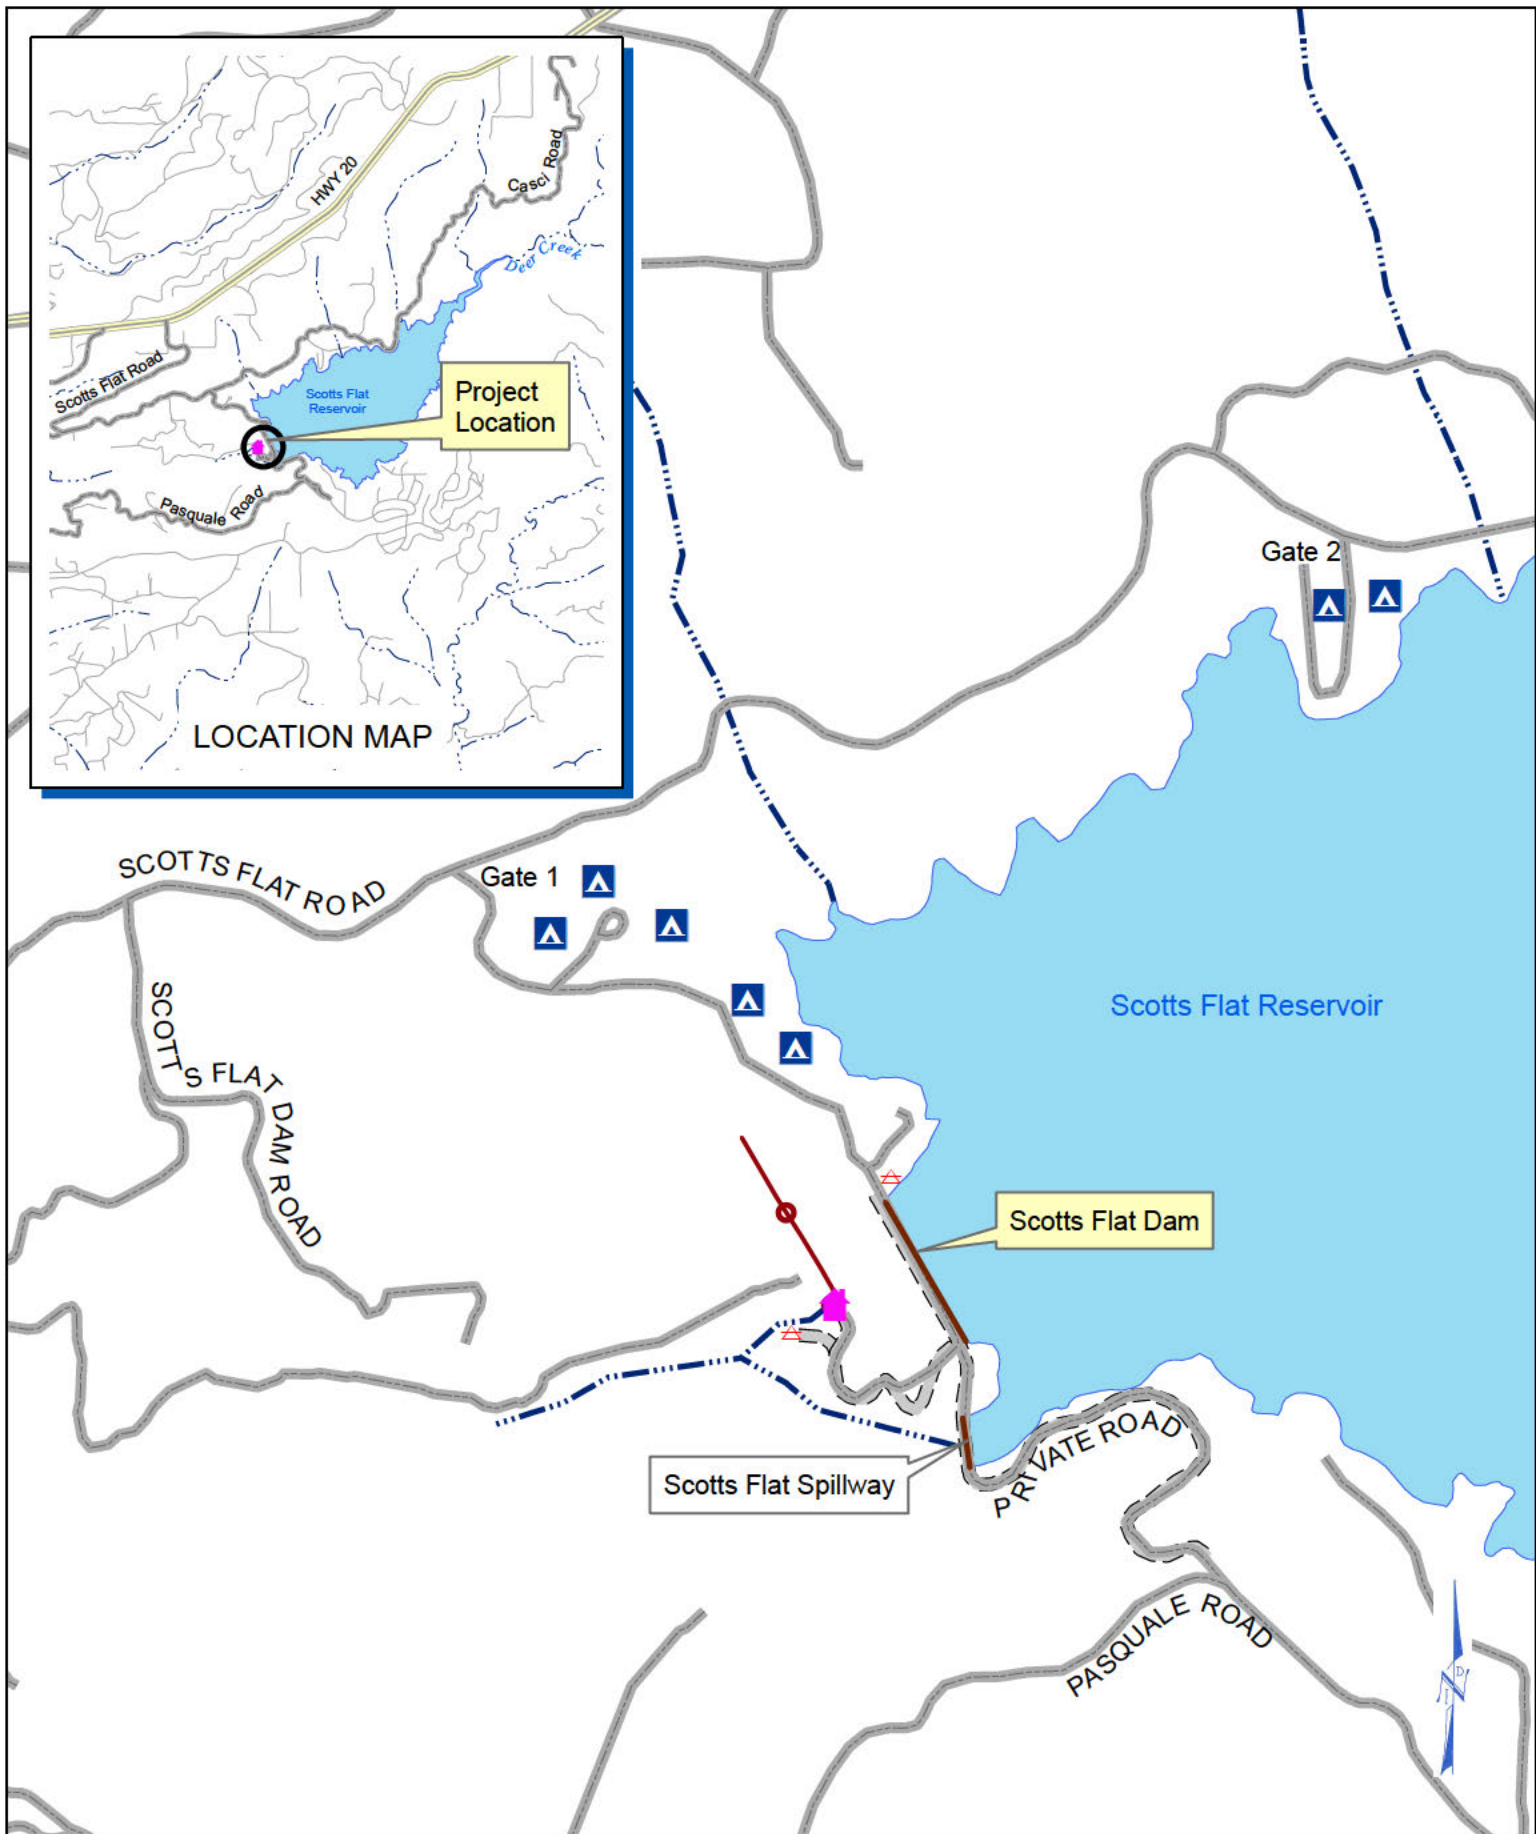 HWY 20
Casci Road
Deer Creek
Scotts Flat Road
Scotts Flat
Reservoir
Project
Location
Pasquale Road
LOCATION MAP
Gate 2
SCOTTS FLAT ROAD
Gate 1
SCOTTS FLAT DAM ROAD
Scotts Flat Reservoir
Scotts Flat Dam
Scotts Flat Spillway
PRIVATE ROAD
PASQUALE ROAD
N
I
D